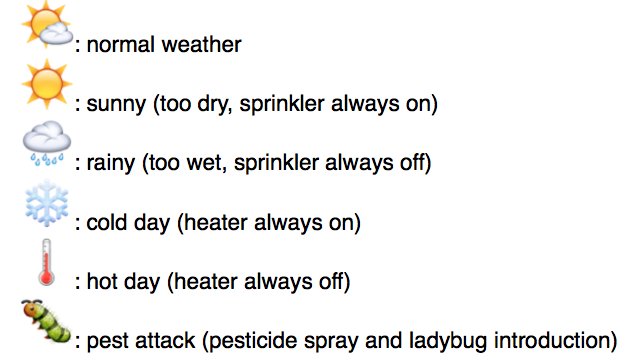 : normal weather
: sunny (too dry, sprinkler always on)
: rainy (too wet, sprinkler always off)
: cold day (heater always on)
: hot day (heater always off)
: pest attack (pesticide spray and ladybug introduction)